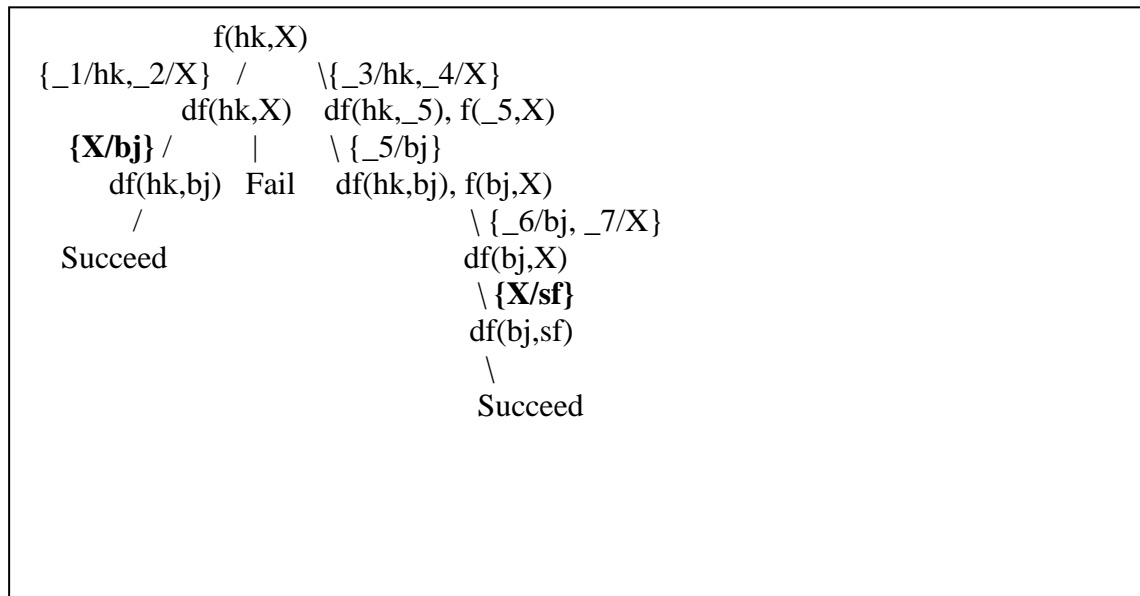 f(hk,X)
{_1/hk,_2/X} / \{_3/hk,_4/X}
df(hk,X) df(hk,_5), f(_5,X)
{X/bj} / | \ {_5/bj}
df(hk,bj) Fail df(hk,bj), f(bj,X)
/ \ {_6/bj, _7/X}
Succeed df(bj,X)
\ {X/sf}
df(bj,sf)
\
Succeed